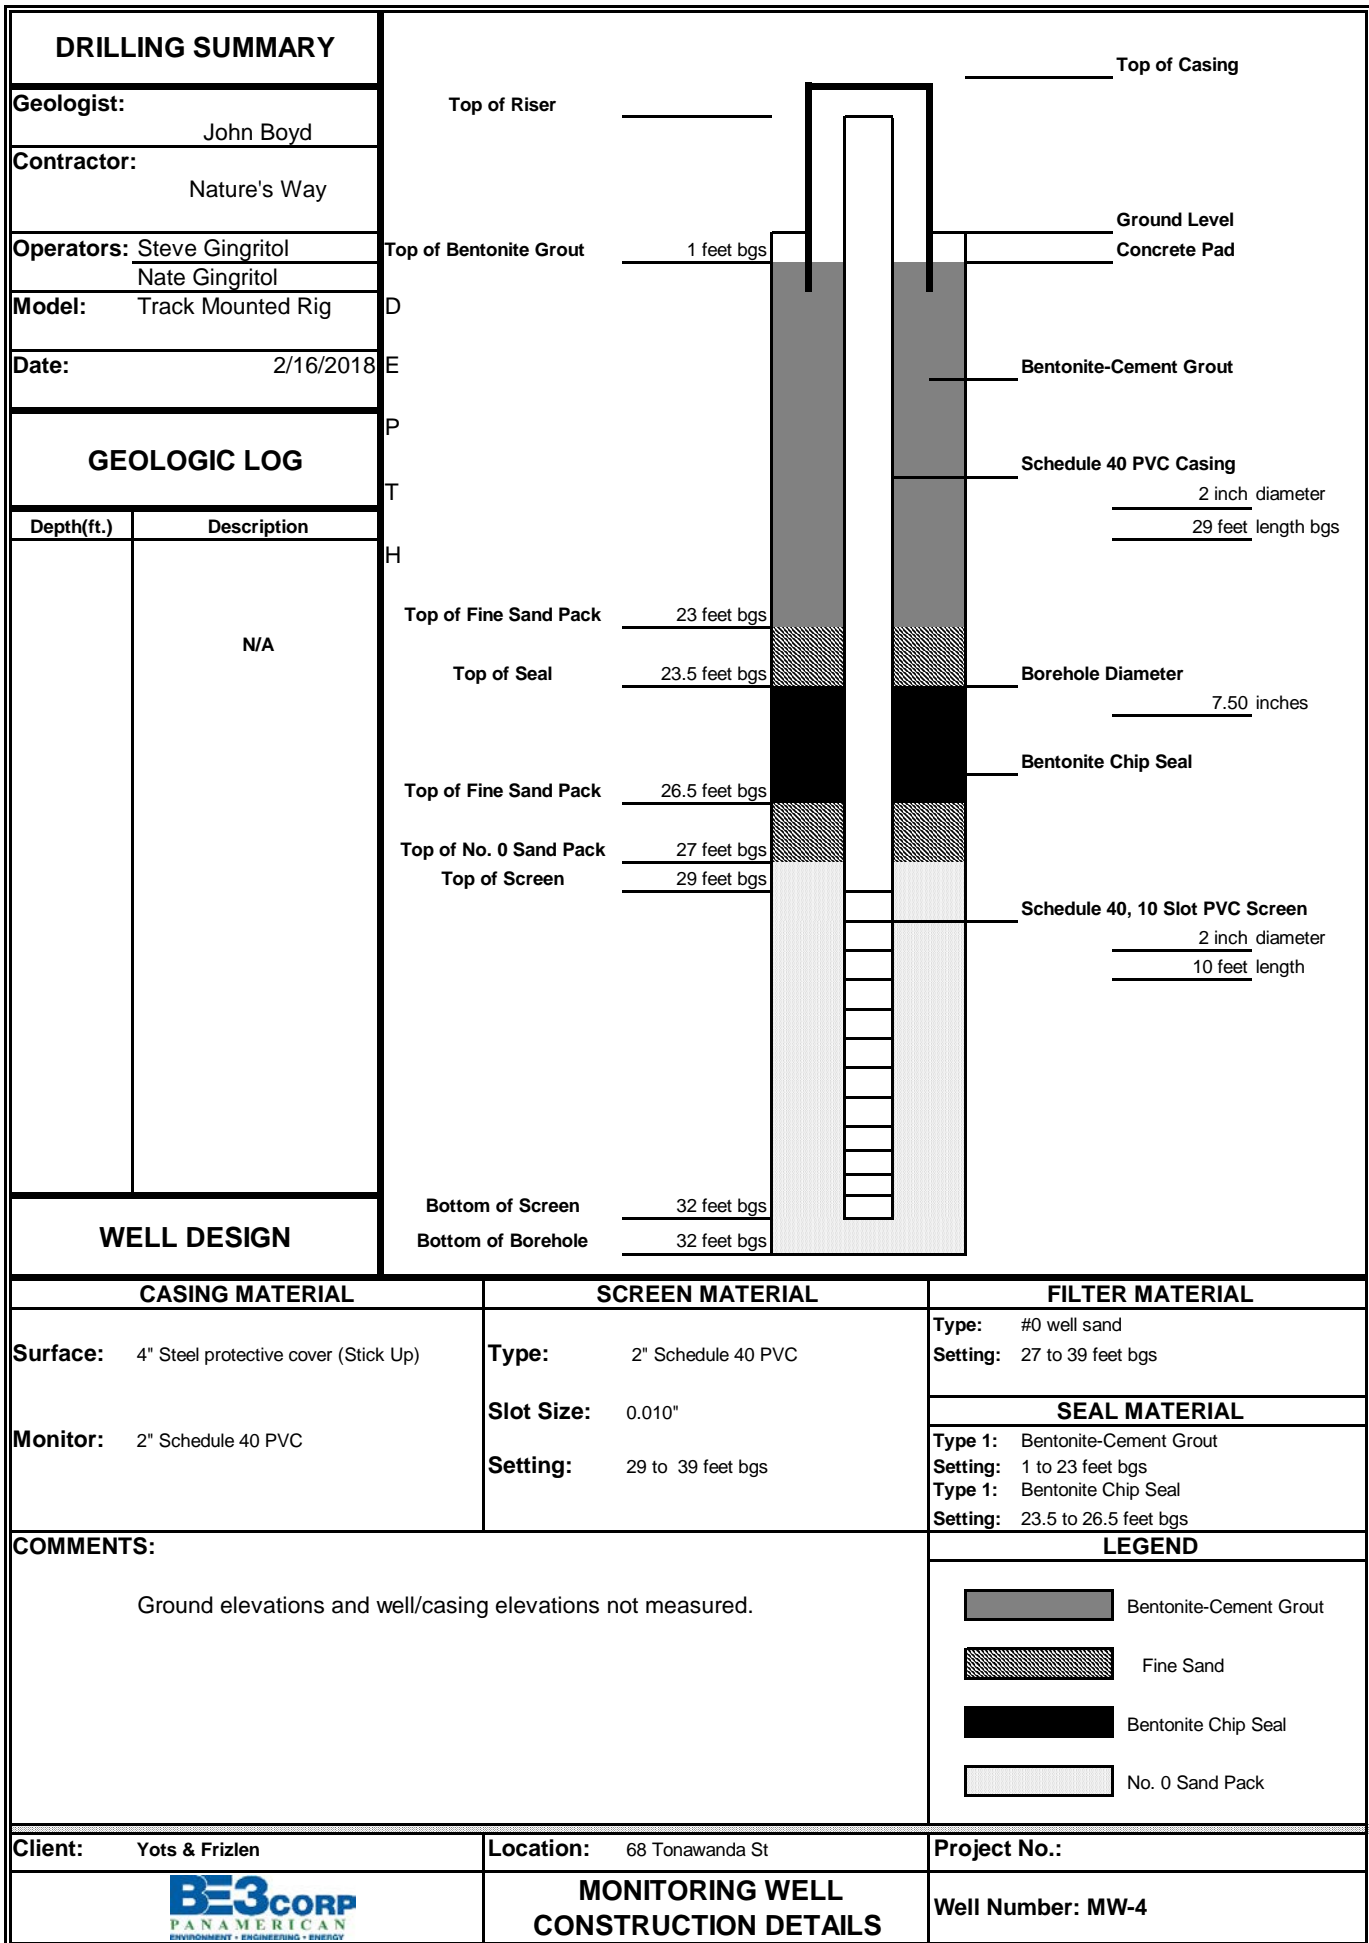 DRILLING SUMMARY
Geologist:
John Boyd
Contractor:
Nature's Way
Operators: Steve Gingritol
Nate Gingritol
Model: Track Mounted Rig
Date: 2/16/2018
GEOLOGIC LOG
Depth(ft.) Description
N/A
WELL DESIGN
D
E
P
T
H
Top of Casing
Top of Riser
Ground Level
Top of Bentonite Grout 1 feet bgs
Concrete Pad
Bentonite-Cement Grout
Schedule 40 PVC Casing
2 inch diameter
29 feet length bgs
Top of Fine Sand Pack 23 feet bgs
Top of Seal 23.5 feet bgs
Borehole Diameter
7.50 inches
Bentonite Chip Seal
Top of Fine Sand Pack 26.5 feet bgs
Top of No. 0 Sand Pack 27 feet bgs
Top of Screen 29 feet bgs
Schedule 40, 10 Slot PVC Screen
2 inch diameter
10 feet length
Bottom of Screen 32 feet bgs
Bottom of Borehole 32 feet bgs
CASING MATERIAL
Surface: 4" Steel protective cover (Stick Up)
Monitor: 2" Schedule 40 PVC
SCREEN MATERIAL
Type: 2" Schedule 40 PVC
Slot Size: 0.010"
Setting: 29 to 39 feet bgs
FILTER MATERIAL
Type: #0 well sand
Setting: 27 to 39 feet bgs
SEAL MATERIAL
Type 1: Bentonite-Cement Grout
Setting: 1 to 23 feet bgs
Type 1: Bentonite Chip Seal
Setting: 23.5 to 26.5 feet bgs
COMMENTS:
Ground elevations and well/casing elevations not measured.
LEGEND
Bentonite-Cement Grout
Fine Sand
Bentonite Chip Seal
No. 0 Sand Pack
Client: Yots & Frizlen
Location: 68 Tonawanda St
Project No.:
BE3CORP
PANAMERICAN
ENVIRONMENT • ENGINEERING • ENERGY
MONITORING WELL
CONSTRUCTION DETAILS
Well Number: MW-4